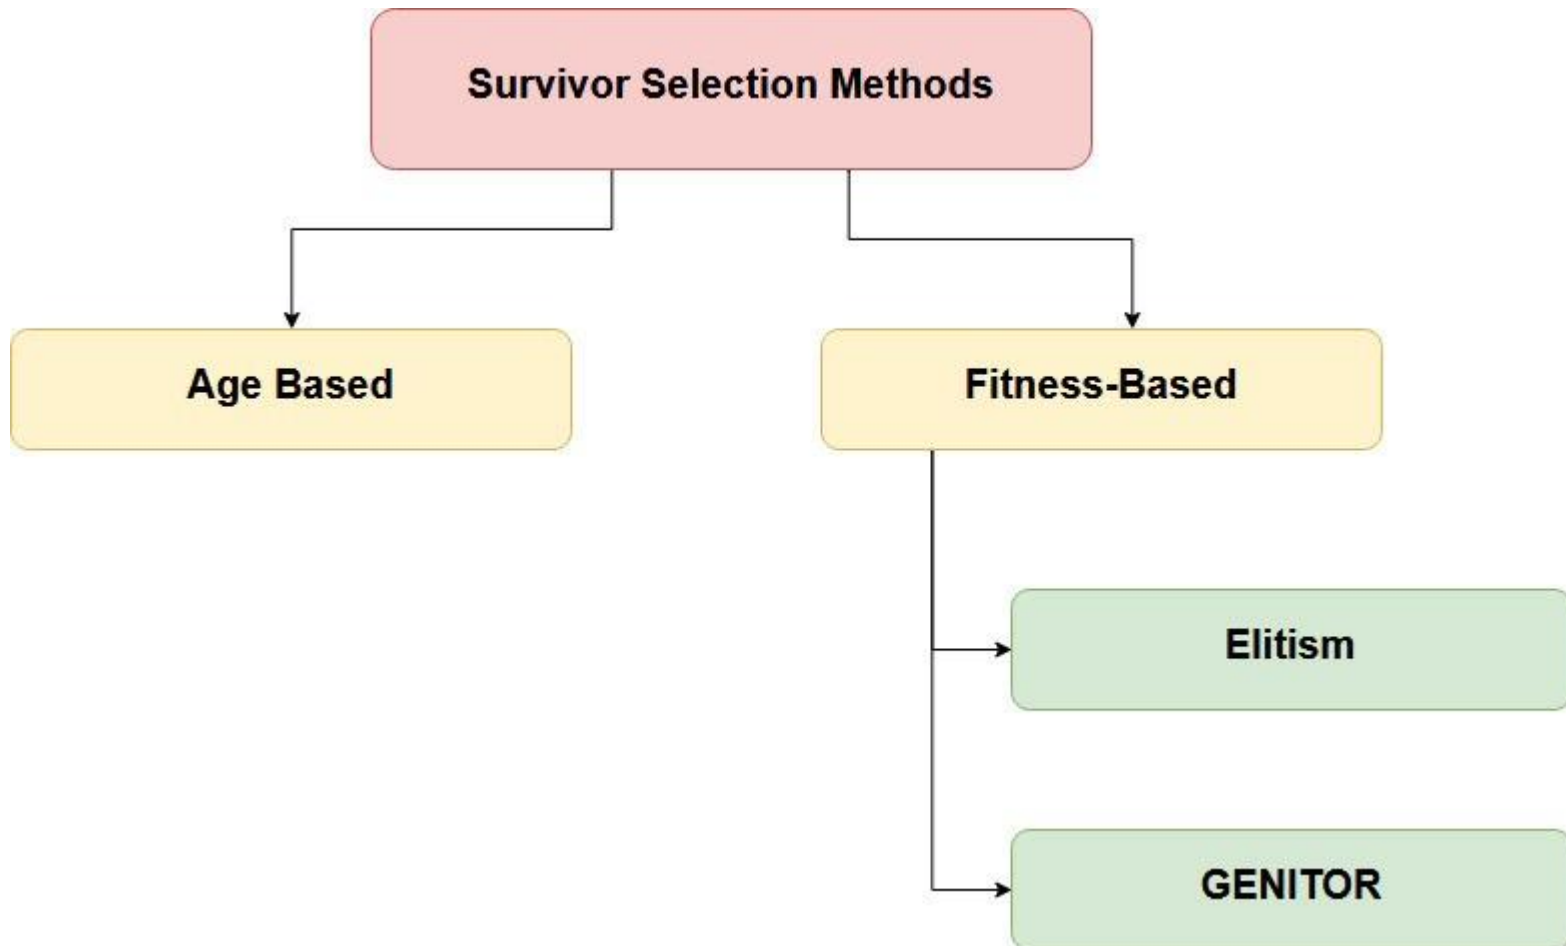 Survivor Selection Methods
Age Based
Fitness-Based
Elitism
GENITOR